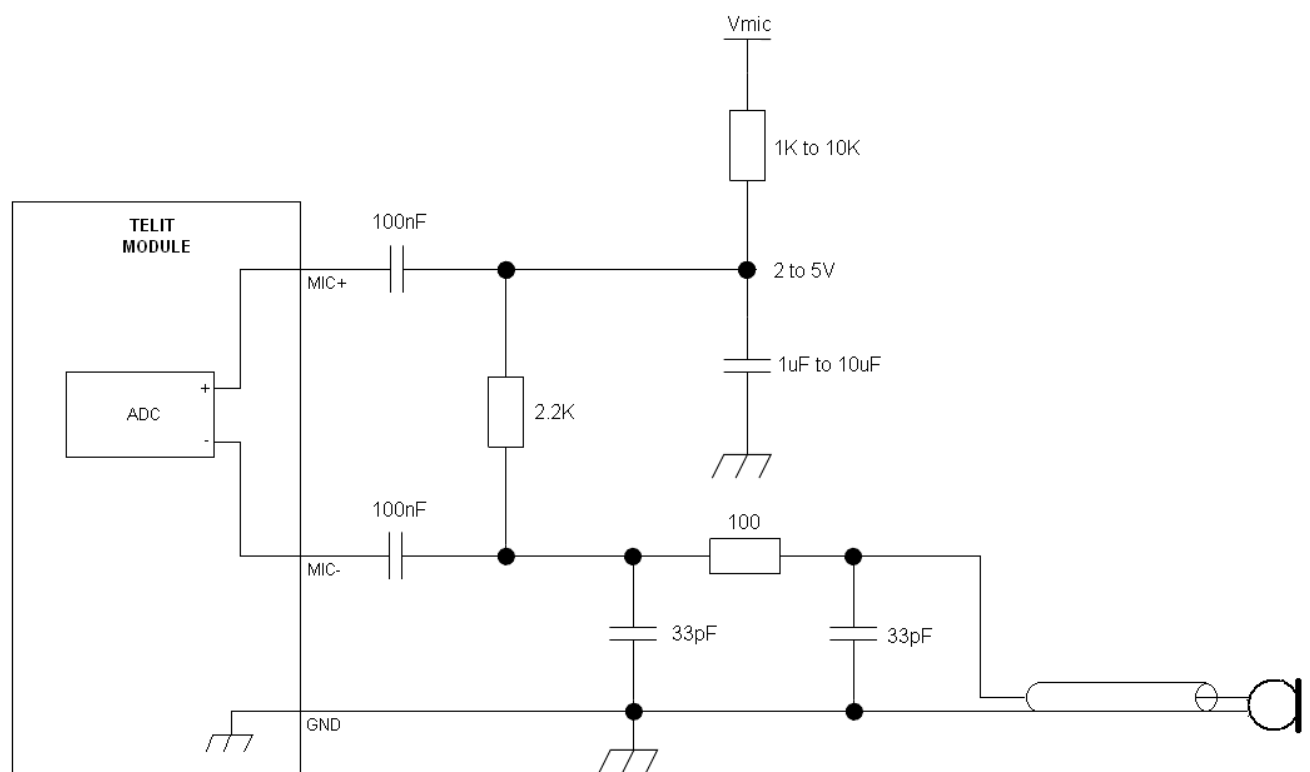 Vmic
1K to 10K
TELIT
MODULE
100nF
MIC+
2 to 5V
1uF to 10uF
+
ADC
-
2.2K
100nF
MIC-
100
33pF
33pF
GND